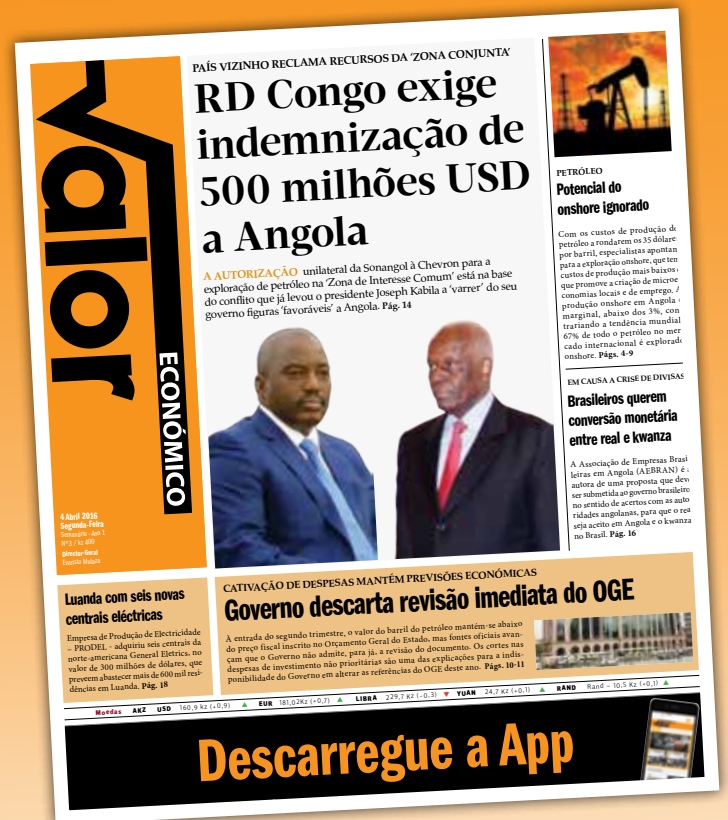 valor
ECONÓMICO
4 Abril 2016
Segunda-Feira
Semanário - Ano 1
Nº3 / kz 400
Director-Geral
Evaristo Mulaza
PAÍS VIZINHO RECLAMA RECURSOS DA ‘ZONA CONJUNTA’
RD Congo exige
indemnização de
500 milhões USD
a Angola
A AUTORIZAÇÃO unilateral da Sonangol à Chevron para a
exploração de petróleo na ‘Zona de Interesse Comum’ está na base
do conflito que já levou o presidente Joseph Kabila a ‘varrer’ do seu
governo figuras ‘favoráveis’ a Angola. Pág. 14
PETRÓLEO
Potencial do
onshore ignorado
Com os custos de produção de
petróleo a rondarem os 35 dólares
por barril, especialistas apontam
para a exploração onshore, que tem
custos de produção mais baixos
que promove a criação de microe
conomias locais e de emprego. A
produção onshore em Angola
marginal, abaixo dos 3%, con
trariando a tendência mundial
67% de todo o petróleo no mer
cado internacional é explorado
onshore. Págs. 4-9
EM CAUSA A CRISE DE DIVISAS
Brasileiros querem
conversão monetária
entre real e kwanza
A Associação de Empresas Brasi
leiras em Angola (AEBRAN) é
autora de uma proposta que deve
ser submetida ao governo brasileiro
no sentido de acertos com as auto
ridades angolanas, para que o rea
seja aceito em Angola e o kwanza
no Brasil. Pág. 16
Luanda com seis novas
centrais eléctricas
Empresa de Produção de Electricidade
– PRODEL - adquiriu seis centrais da
norte-americana General Eletrics, no
valor de 300 milhões de dólares, que
preveem abastecer mais de 600 mil resi-
dências em Luanda. Pág. 18
CATIVAÇÃO DE DESPESAS MANTÉM PREVISÕES ECONÓMICAS
Governo descarta revisão imediata do OGE
À entrada do segundo trimestre, o valor do barril do petróleo mantém-se abaixo
do preço fiscal inscrito no Orçamento Geral do Estado, mas fontes oficiais avan-
çam que o Governo não admite, para já, a revisão do documento. Os cortes nas
despesas de investimento não prioritárias são uma das explicações para a indis-
ponibilidade do Governo em alterar as referências do OGE deste ano. Págs. 10-11
Moedas AKZ USD 160,9 kz (+0,9) ▲ EUR 181,02Kz (+0,7) ▲ LIBRA 229,7 Kz (-0,3) ▼ YUAN 24,7 Kz (+0,1) ▲ RAND Rand – 10,5 Kz (+0,1) ▲
Descarregue a App